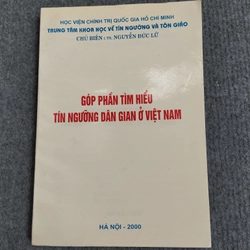 HỌC VIỆN CHÍNH TRỊ QUỐC GIA HỒ CHÍ MINH
TRUNG TÂM KHOA HỌC VỀ TÍN NGƯỠNG VÀ TÔN GIÁO
CHỦ BIÊN: TS. NGUYỄN ĐỨC LỮ
GÓP PHẦN TÌM HIỂU
TÍN NGƯỠNG DÂN GIAN Ở VIỆT NAM
HÀ NỘI - 2000